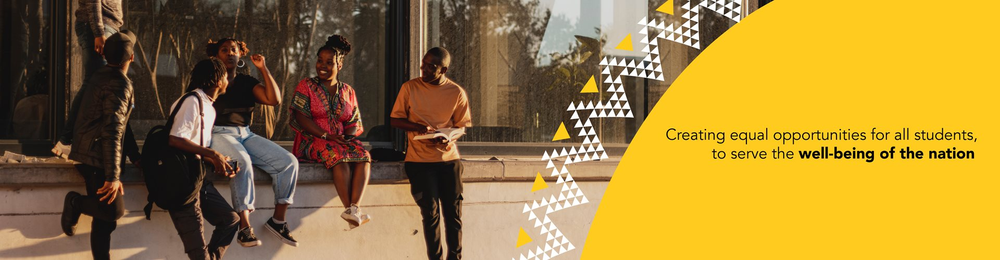 Creating equal opportunities for all students,
to serve the well-being of the nation